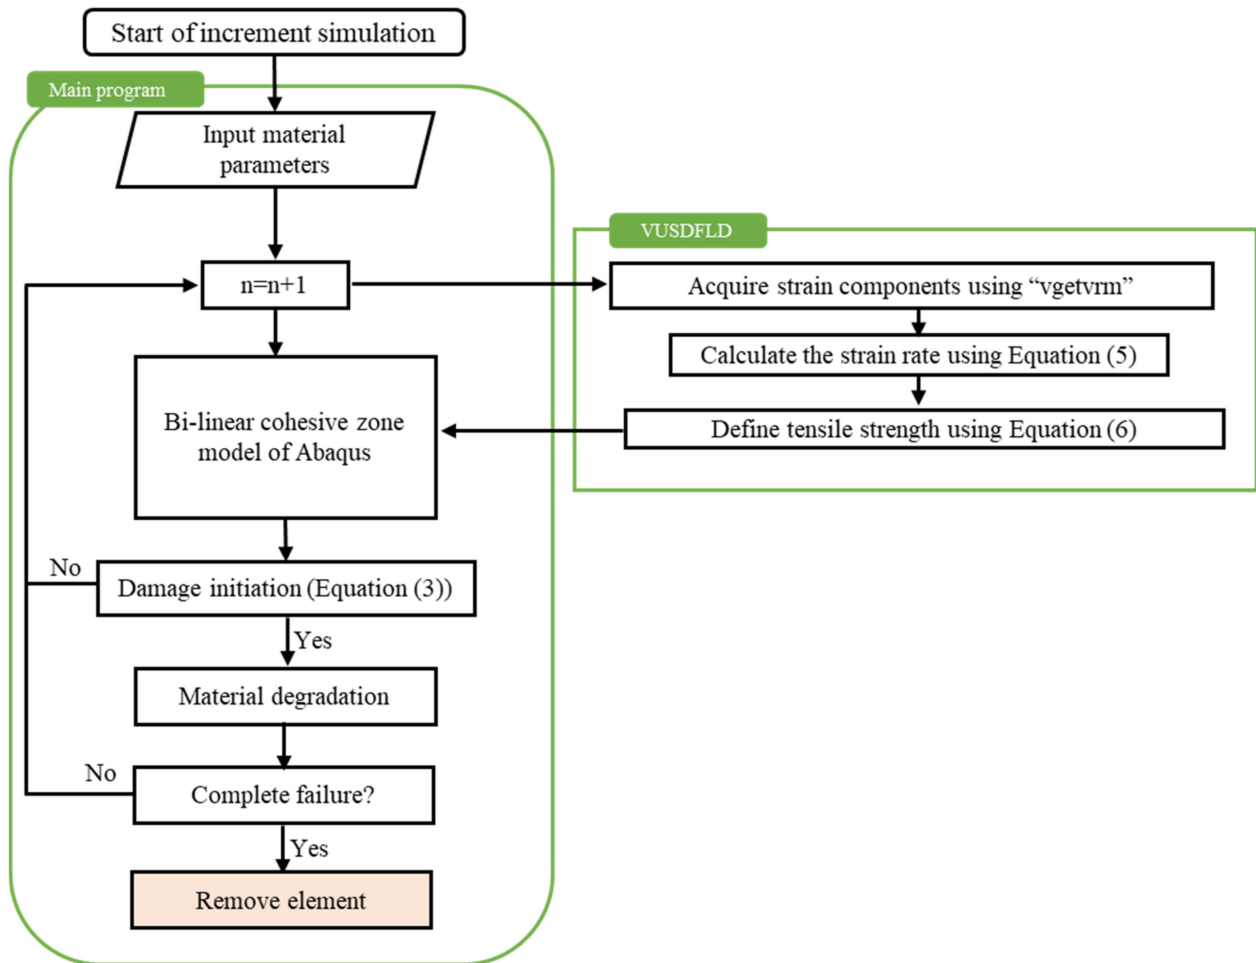 Start of increment simulation
Main program
Input material
parameters
n=n+1
VUSDFLD
Acquire strain components using “vgetvrm”
Calculate the strain rate using Equation (5)
Define tensile strength using Equation (6)
Bi-linear cohesive zone
model of Abaqus
No
Damage initiation (Equation (3))
Yes
Material degradation
No
Complete failure?
Yes
Remove element